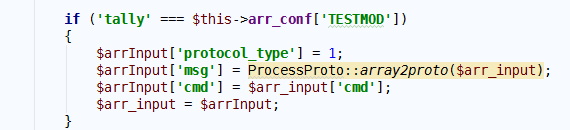 if ('tally' === $this->arr_conf['TESTMOD'])
{
$arrInput['protocol_type'] = 1;
$arrInput['msg'] = ProcessProto::array2proto($arr_input);
$arrInput['cmd'] = $arr_input['cmd'];
$arr_input = $arrInput;
}